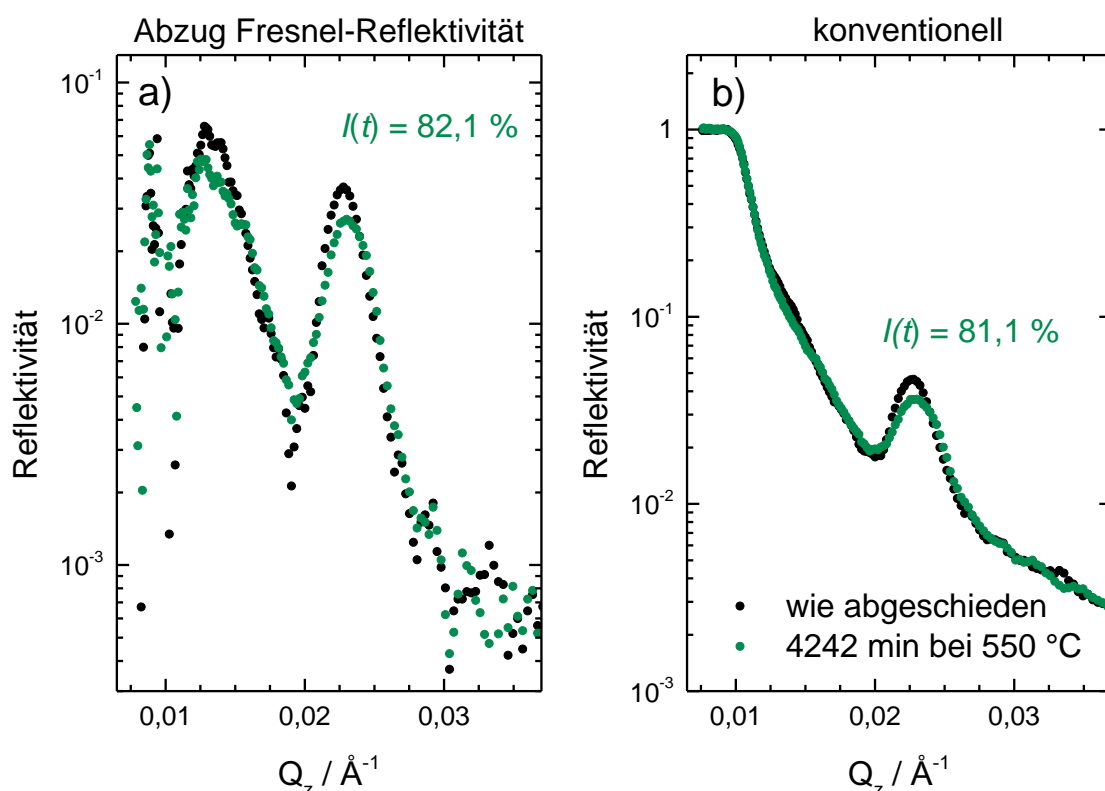 Abzug Fresnel-Reflektivität
a)
I(t) = 82,1 %
10⁻¹
10⁻²
10⁻³
Reflektivität
0,01 0,02 0,03
Q_z / Å⁻¹
konventionell
b)
I(t) = 81,1 %
1
10⁻¹
10⁻²
10⁻³
Reflektivität
wie abgeschieden
4242 min bei 550 °C
0,01 0,02 0,03
Q_z / Å⁻¹